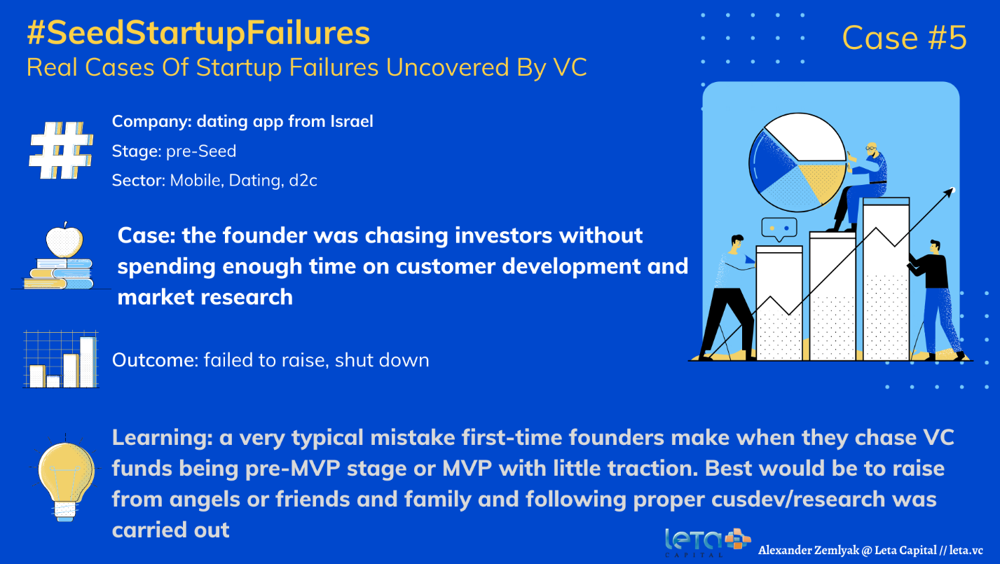 #SeedStartupFailures
Real Cases Of Startup Failures Uncovered By VC
Case #5
Company: dating app from Israel
Stage: pre-Seed
Sector: Mobile, Dating, d2c
Case: the founder was chasing investors without
spending enough time on customer development and
market research
Outcome: failed to raise, shut down
Learning: a very typical mistake first-time founders make when they chase VC
funds being pre-MVP stage or MVP with little traction. Best would be to raise
from angels or friends and family and following proper cusdev/research was
carried out
LETA
CAPITAL
Alexander Zemlyak @ Leta Capital // leta.vc